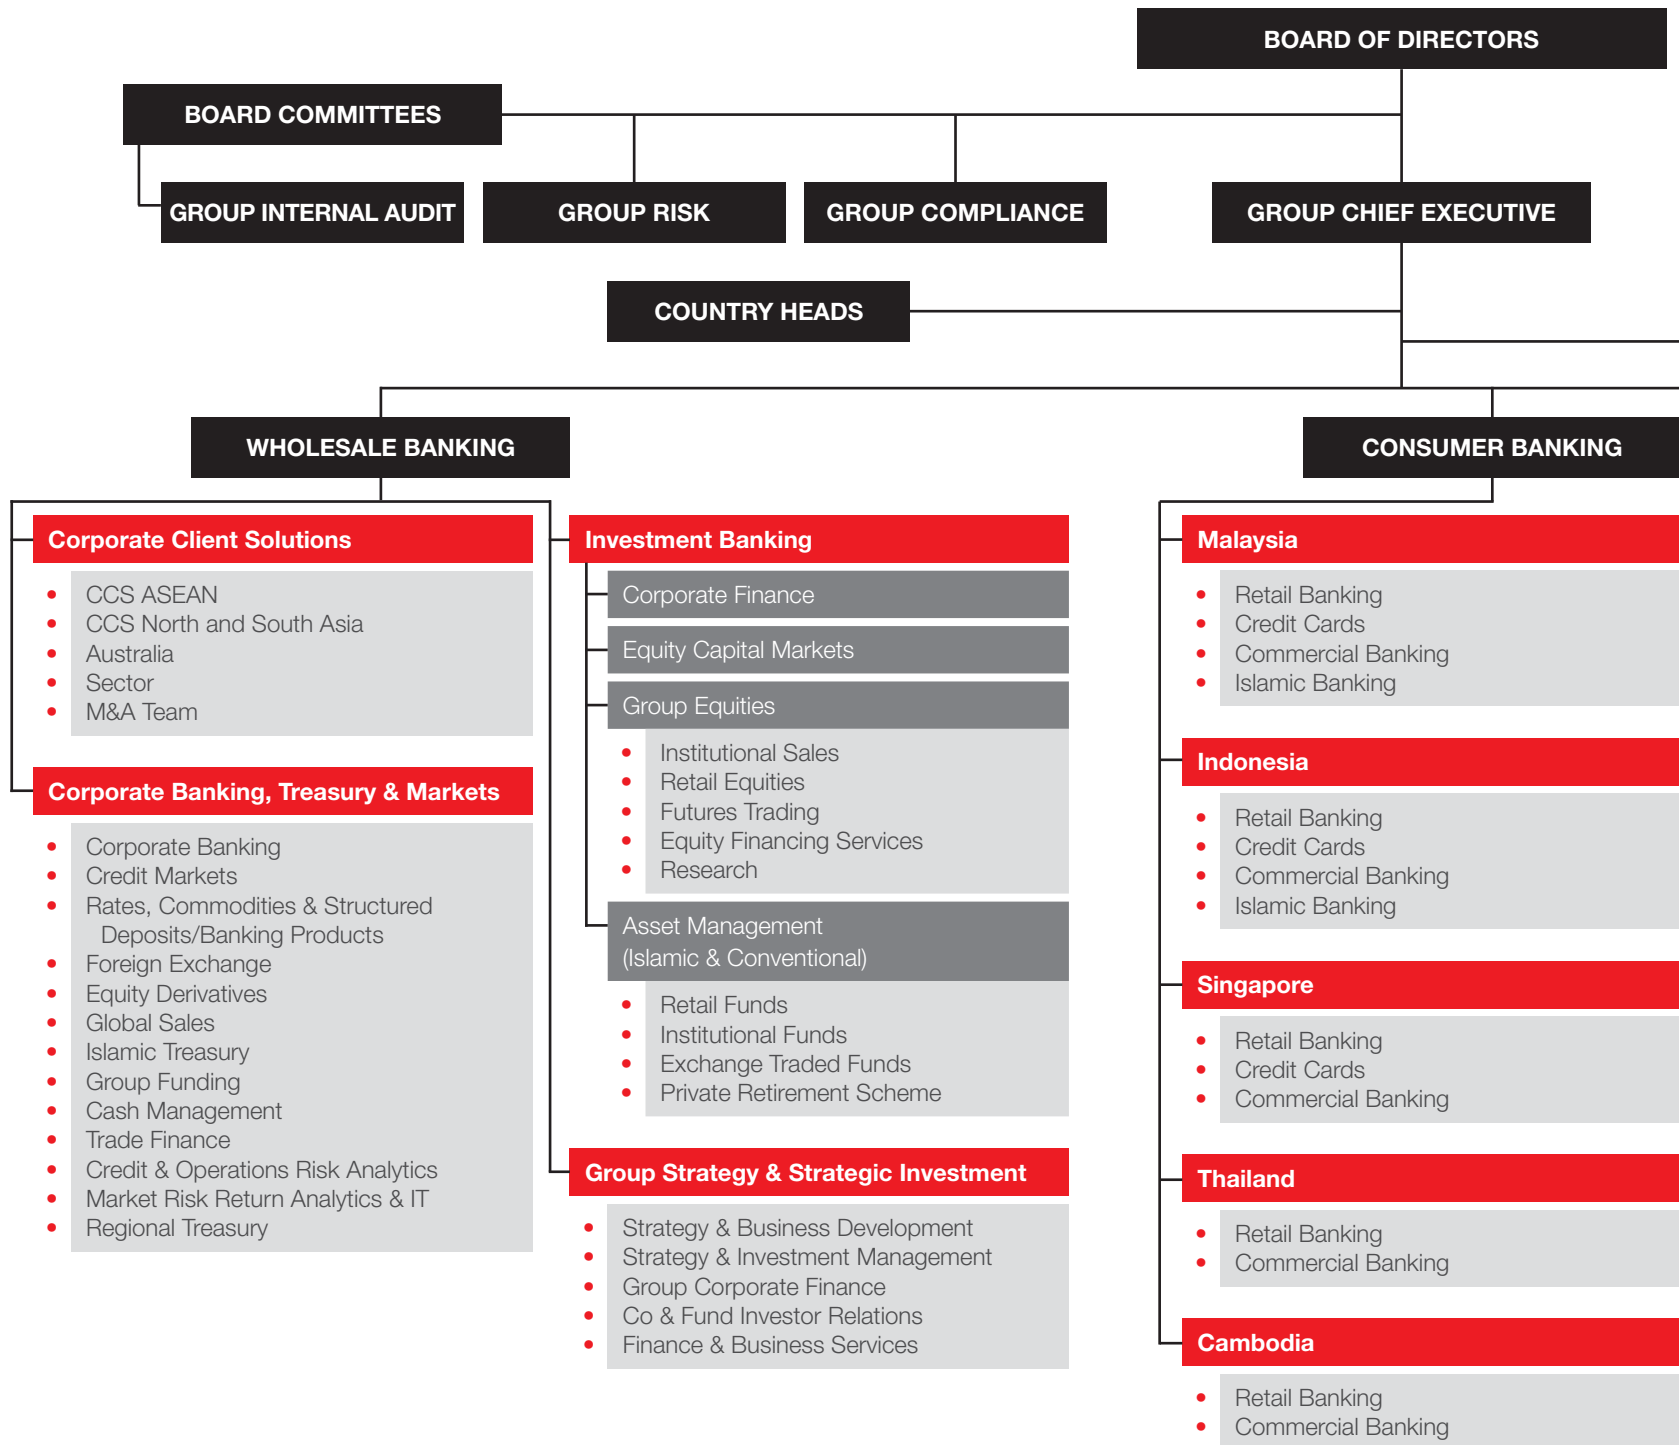 BOARD OF DIRECTORS
BOARD COMMITTEES
GROUP INTERNAL AUDIT
GROUP RISK
GROUP COMPLIANCE
GROUP CHIEF EXECUTIVE
COUNTRY HEADS
WHOLESALE BANKING
Corporate Client Solutions
• CCS ASEAN
• CCS North and South Asia
• Australia
• Sector
• M&A Team
Corporate Banking, Treasury & Markets
• Corporate Banking
• Credit Markets
• Rates, Commodities & Structured
Deposits/Banking Products
• Foreign Exchange
• Equity Derivatives
• Global Sales
• Islamic Treasury
• Group Funding
• Cash Management
• Trade Finance
• Credit & Operations Risk Analytics
• Market Risk Return Analytics & IT
• Regional Treasury
Investment Banking
Corporate Finance
Equity Capital Markets
Group Equities
• Institutional Sales
• Retail Equities
• Futures Trading
• Equity Financing Services
• Research
Asset Management
(Islamic & Conventional)
• Retail Funds
• Institutional Funds
• Exchange Traded Funds
• Private Retirement Scheme
Group Strategy & Strategic Investment
• Strategy & Business Development
• Strategy & Investment Management
• Group Corporate Finance
• Co & Fund Investor Relations
• Finance & Business Services
CONSUMER BANKING
Malaysia
• Retail Banking
• Credit Cards
• Commercial Banking
• Islamic Banking
Indonesia
• Retail Banking
• Credit Cards
• Commercial Banking
• Islamic Banking
Singapore
• Retail Banking
• Credit Cards
• Commercial Banking
Thailand
• Retail Banking
• Commercial Banking
Cambodia
• Retail Banking
• Commercial Banking